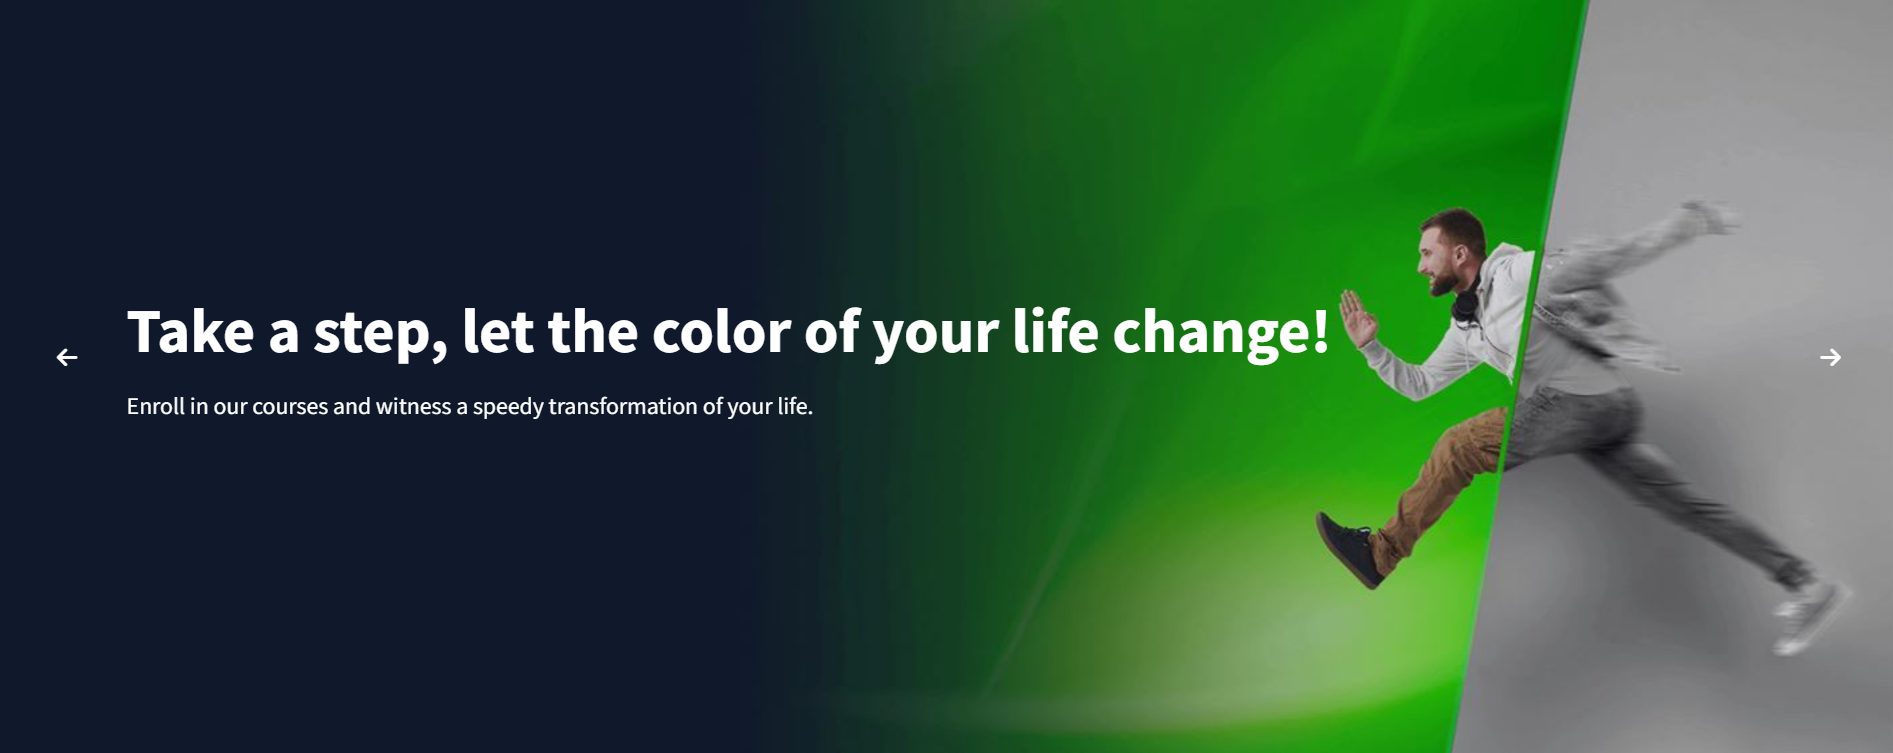 Take a step, let the color of your life change!
Enroll in our courses and witness a speedy transformation of your life.